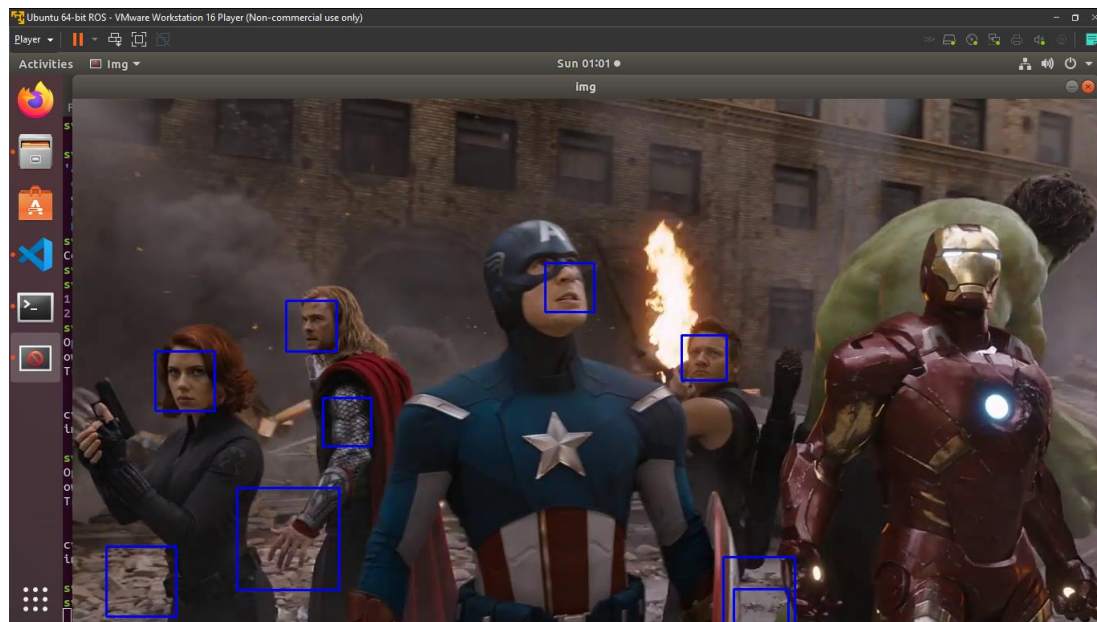 Ubuntu 64-bit ROS - VMware Workstation 16 Player (Non-commercial use only)
Player
Activities
Img
Sun 01:01
img
A